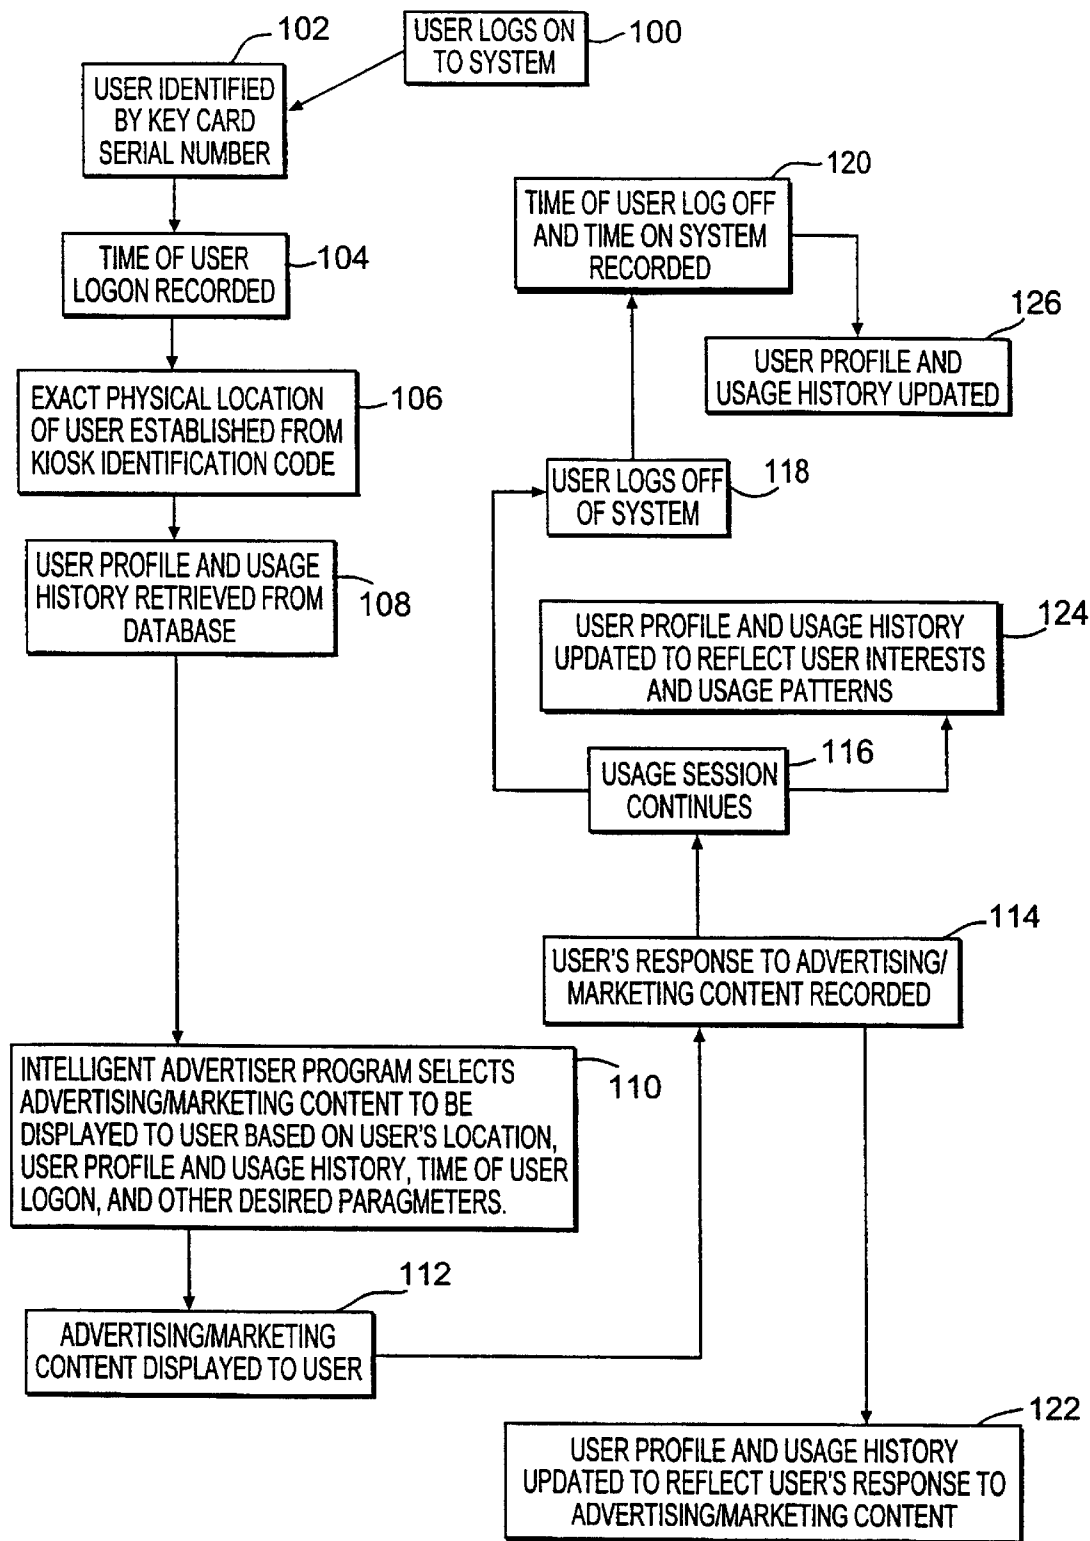 USER LOGS ON
TO SYSTEM
100
102
USER IDENTIFIED
BY KEY CARD
SERIAL NUMBER
TIME OF USER
LOGON RECORDED
104
EXACT PHYSICAL LOCATION
OF USER ESTABLISHED FROM
KIOSK IDENTIFICATION CODE
106
USER PROFILE AND USAGE
HISTORY RETRIEVED FROM
DATABASE
108
INTELLIGENT ADVERTISER PROGRAM SELECTS
ADVERTISING/MARKETING CONTENT TO BE
DISPLAYED TO USER BASED ON USER'S LOCATION,
USER PROFILE AND USAGE HISTORY, TIME OF USER
LOGON, AND OTHER DESIRED PARAGMETERS.
110
112
ADVERTISING/MARKETING
CONTENT DISPLAYED TO USER
114
USER'S RESPONSE TO ADVERTISING/
MARKETING CONTENT RECORDED
116
USAGE SESSION
CONTINUES
USER LOGS OFF
OF SYSTEM
118
120
TIME OF USER LOG OFF
AND TIME ON SYSTEM
RECORDED
126
USER PROFILE AND
USAGE HISTORY UPDATED
124
USER PROFILE AND USAGE HISTORY
UPDATED TO REFLECT USER INTERESTS
AND USAGE PATTERNS
122
USER PROFILE AND USAGE HISTORY
UPDATED TO REFLECT USER'S RESPONSE TO
ADVERTISING/MARKETING CONTENT